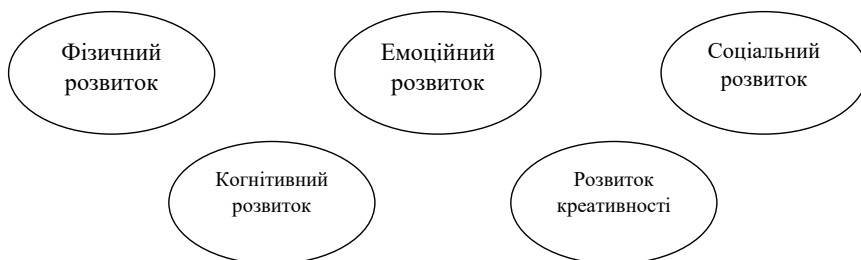 Фізичний
розвиток
Емоційний
розвиток
Соціальний
розвиток
Когнітивний
розвиток
Розвиток
креативності